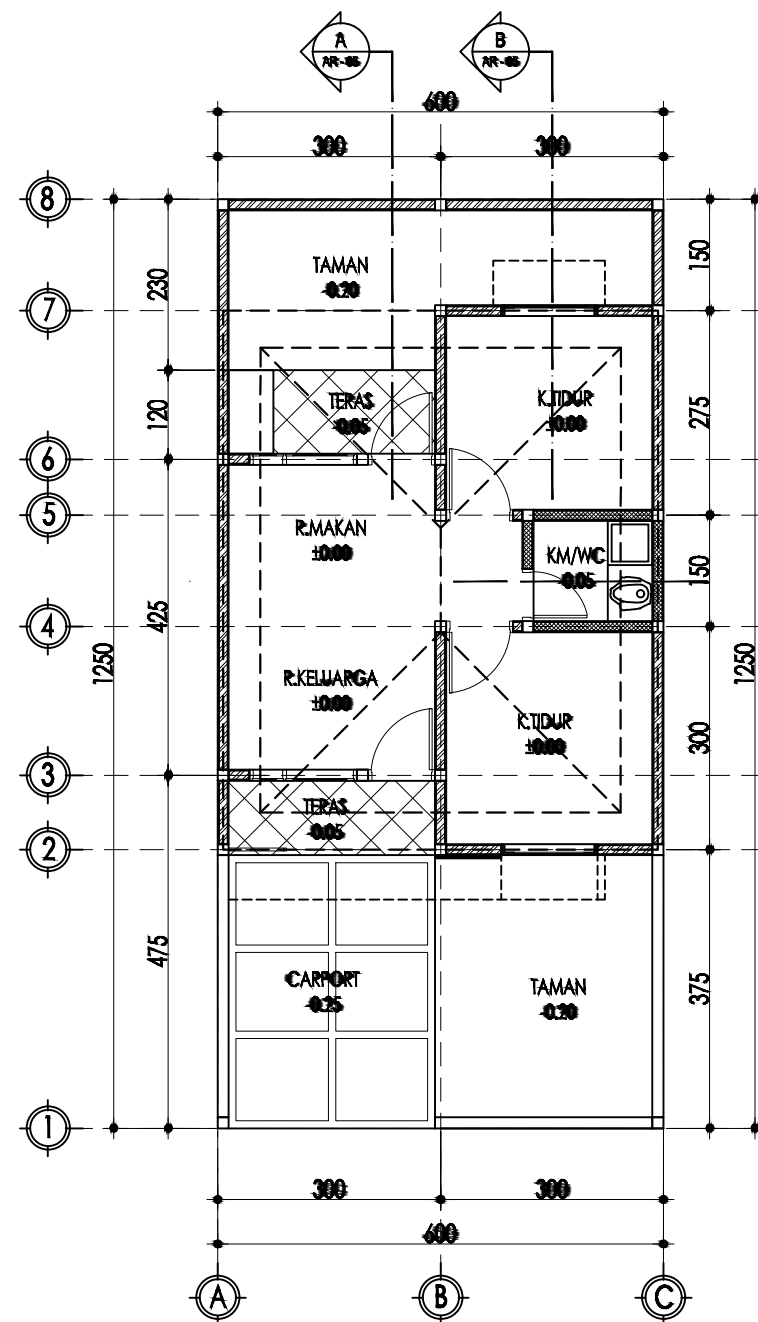 A
AR-05
B
AR-05
600
300
300
8
7
6
5
4
3
2
1
230
120
425
475
1250
150
275
150
300
375
1250
TAMAN
-0.20
TERAS
-0.05
K.TIDUR
±0.00
R.MAKAN
±0.00
KM/WC
-0.05
R.KELUARGA
±0.00
K.TIDUR
±0.00
TERAS
-0.05
CARPORT
-0.25
TAMAN
-0.20
300
300
600
A
B
C